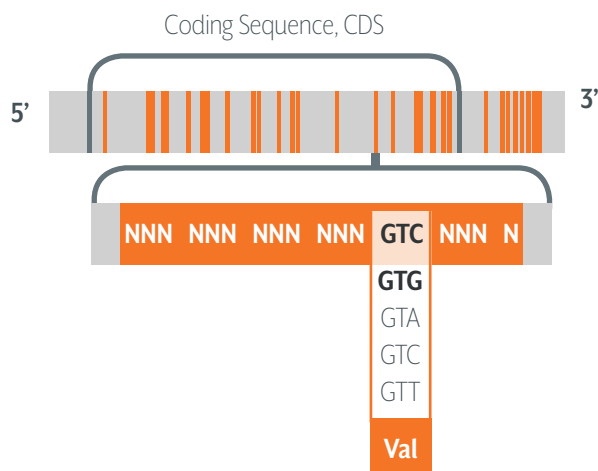 Coding Sequence, CDS
5’ 3’
NNN NNN NNN NNN GTC NNN N
GTG
GTA
GTC
GTT
Val